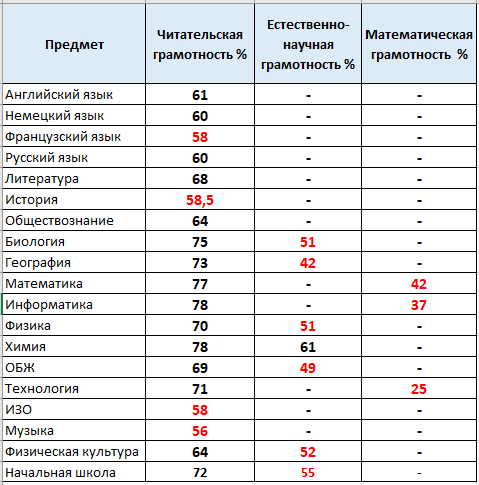 Предмет Читательская грамотность % Естественно-научная грамотность % Математическая грамотность %
Английский язык 61 - -
Немецкий язык 60 - -
Французский язык 58 - -
Русский язык 60 - -
Литература 68 - -
История 58,5 - -
Обществознание 64 - -
Биология 75 51 -
География 73 42 -
Математика 77 - 42
Информатика 78 - 37
Физика 70 51 -
Химия 78 61 -
ОБЖ 69 49 -
Технология 71 - 25
ИЗО 58 - -
Музыка 56 - -
Физическая культура 64 52 -
Начальная школа 72 55 -